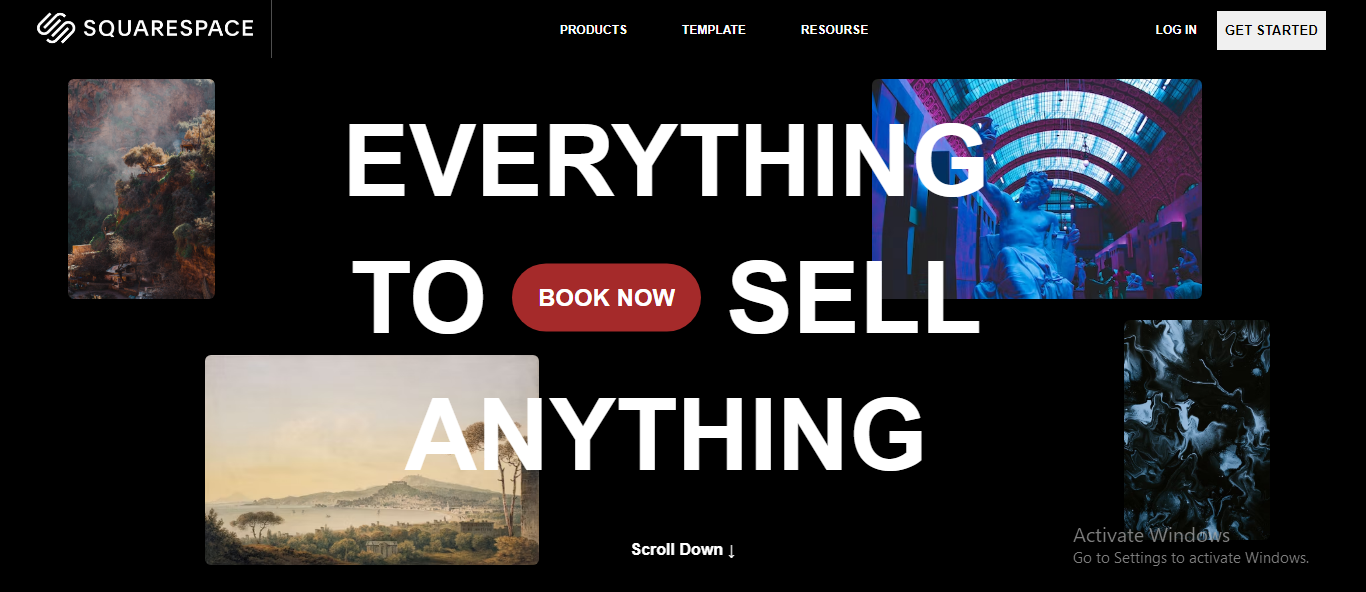 SQUARESPACE
PRODUCTS TEMPLATE RESOURSE
LOG IN GET STARTED
EVERYTHING
TO BOOK NOW SELL
ANYTHING
Scroll Down ↓
Activate Windows
Go to Settings to activate Windows.